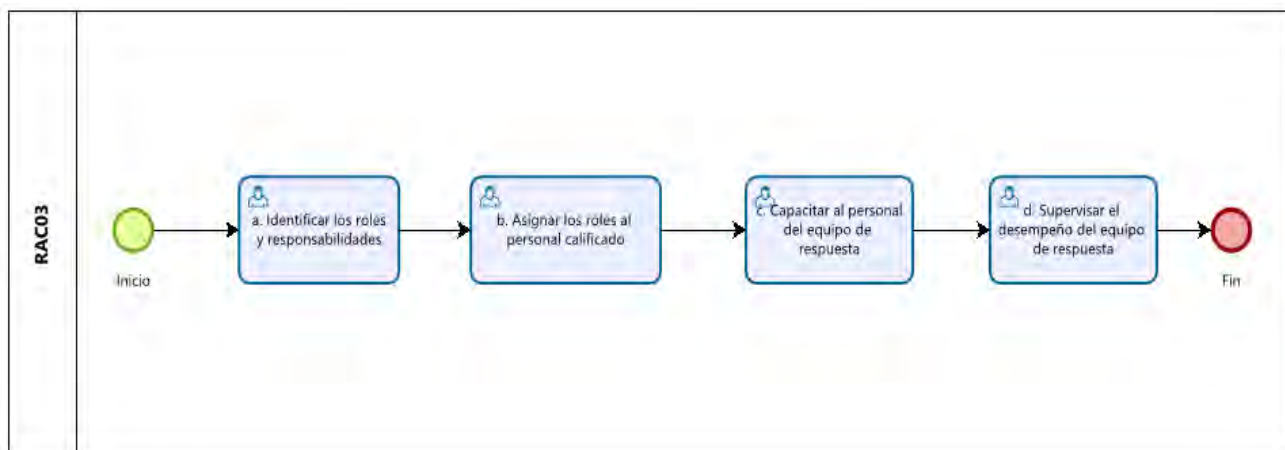 RAC03
Inicio
a. Identificar los roles
y responsabilidades
b. Asignar los roles al
personal calificado
c. Capacitar al personal
del equipo de
respuesta
d. Supervisar el
desempeño del equipo
de respuesta
Fin